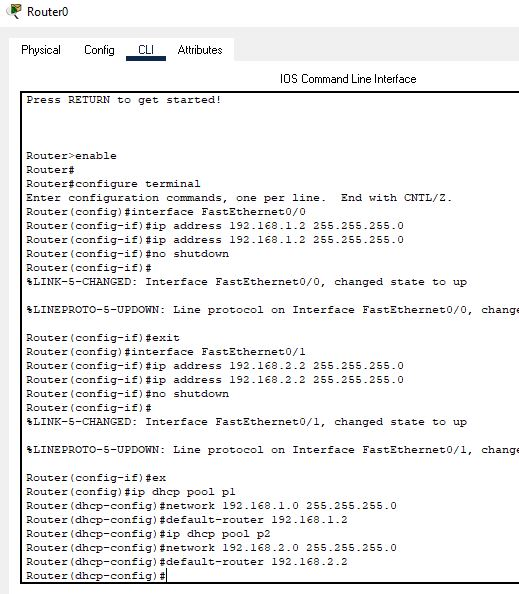 Router0
Physical Config CLI Attributes
IOS Command Line Interface
Press RETURN to get started!
Router>enable
Router#
Router#configure terminal
Enter configuration commands, one per line.  End with CNTL/Z.
Router(config)#interface FastEthernet0/0
Router(config-if)#ip address 192.168.1.2 255.255.255.0
Router(config-if)#ip address 192.168.1.2 255.255.255.0
Router(config-if)#no shutdown
Router(config-if)#
%LINK-5-CHANGED: Interface FastEthernet0/0, changed state to up
%LINEPROTO-5-UPDOWN: Line protocol on Interface FastEthernet0/0, change
Router(config-if)#exit
Router(config)#interface FastEthernet0/1
Router(config-if)#ip address 192.168.2.2 255.255.255.0
Router(config-if)#ip address 192.168.2.2 255.255.255.0
Router(config-if)#no shutdown
Router(config-if)#
%LINK-5-CHANGED: Interface FastEthernet0/1, changed state to up
%LINEPROTO-5-UPDOWN: Line protocol on Interface FastEthernet0/1, change
Router(config-if)#ex
Router(config)#ip dhcp pool p1
Router(dhcp-config)#network 192.168.1.0 255.255.255.0
Router(dhcp-config)#default-router 192.168.1.2
Router(dhcp-config)#ip dhcp pool p2
Router(dhcp-config)#network 192.168.2.0 255.255.255.0
Router(dhcp-config)#default-router 192.168.2.2
Router(dhcp-config)#